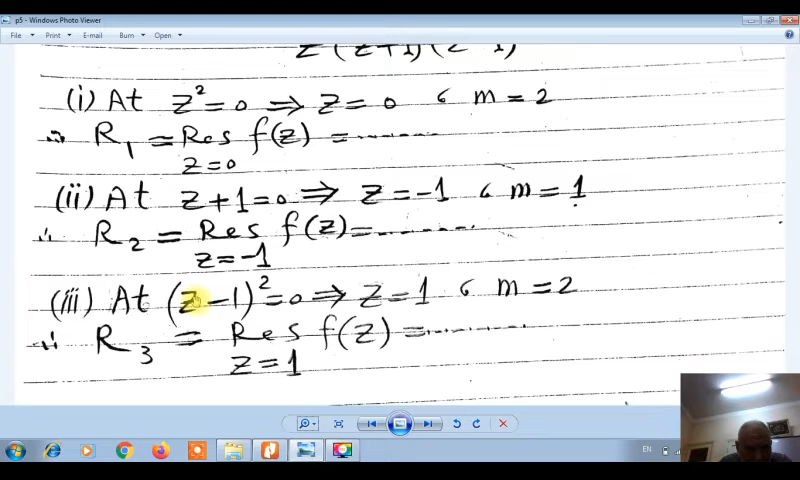 p5 - Windows Photo Viewer
File Print E-mail Burn Open
(i) At z² = 0 ⇒ z = 0 ، m = 2
∴ R₁ = Res f(z) = ........
z = 0
(ii) At z + 1 = 0 ⇒ z = -1 ، m = 1
∴ R₂ = Res f(z) = ........
z = -1
(iii) At (z - 1)² = 0 ⇒ z = 1 ، m = 2
∴ R₃ = Res f(z) = ........
z = 1
EN